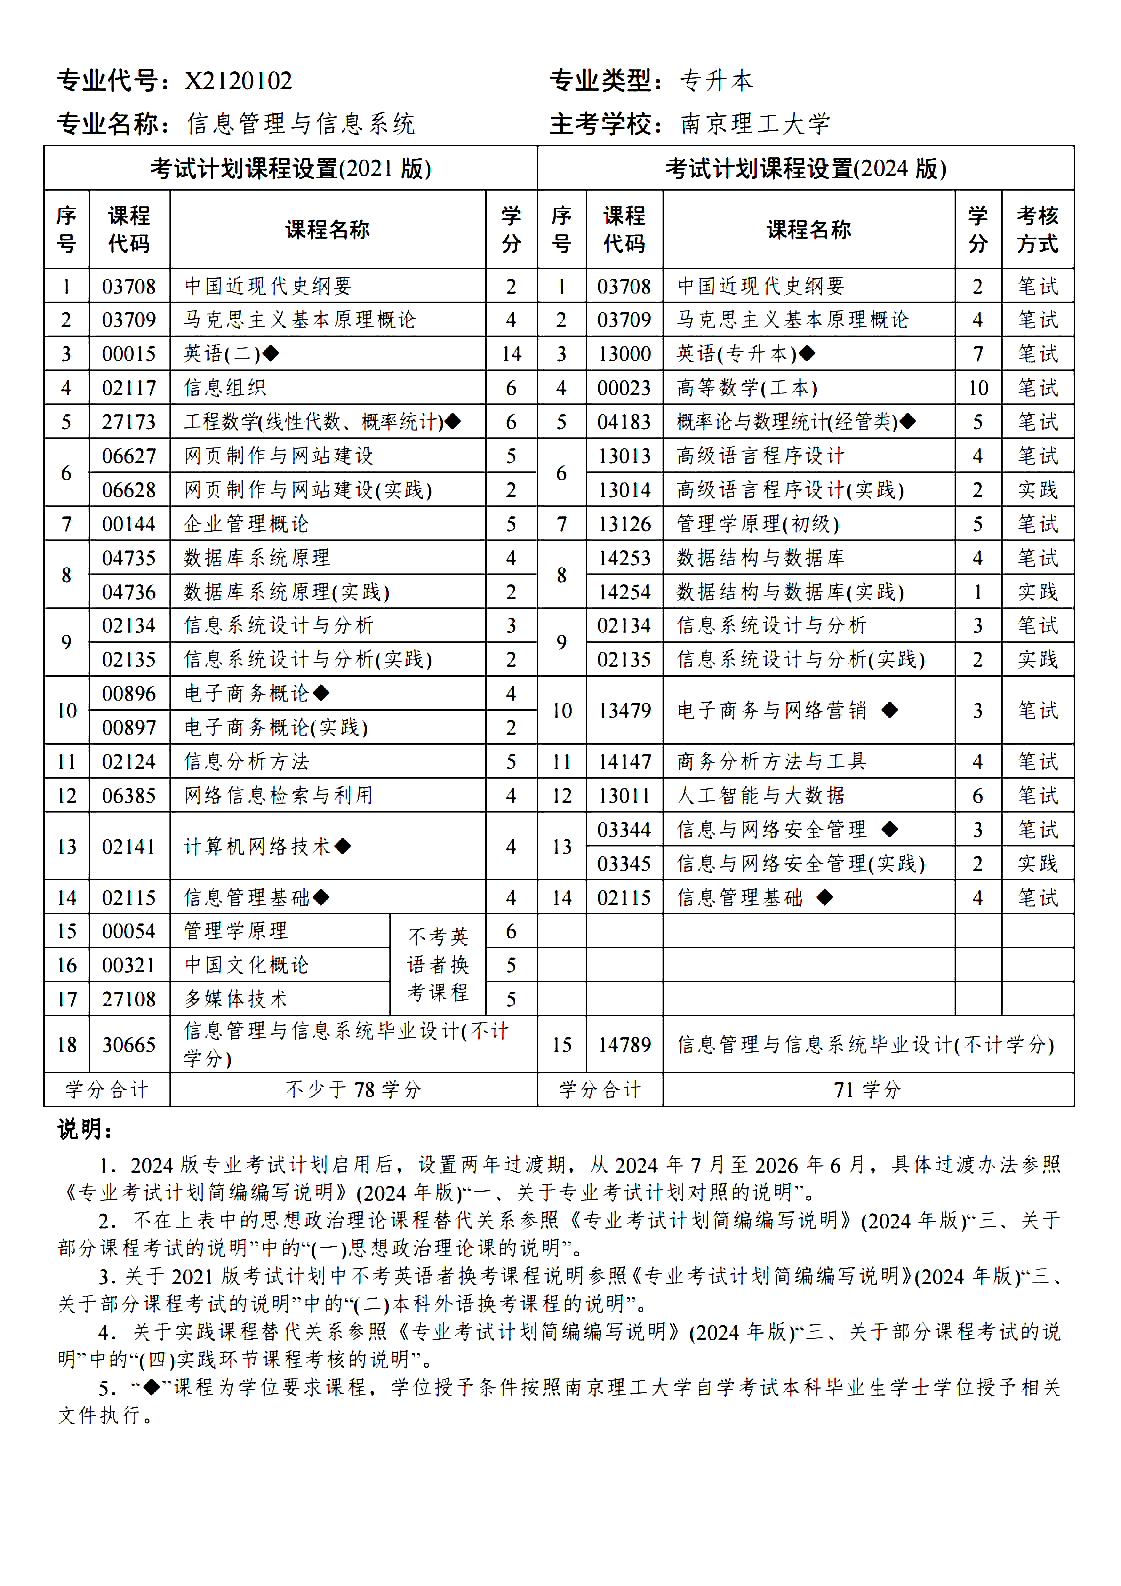 专业代号：X2120102 专业类型：专升本
专业名称：信息管理与信息系统 主考学校：南京理工大学
考试计划课程设置(2021 版) 考试计划课程设置(2024 版)
序号 课程代码 课程名称 学分 序号 课程代码 课程名称 学分 考核方式
1 03708 中国近现代史纲要 2 1 03708 中国近现代史纲要 2 笔试
2 03709 马克思主义基本原理概论 4 2 03709 马克思主义基本原理概论 4 笔试
3 00015 英语(二)◆ 14 3 13000 英语(专升本)◆ 7 笔试
4 02117 信息组织 6 4 00023 高等数学(工本) 10 笔试
5 27173 工程数学(线性代数、概率统计)◆ 6 5 04183 概率论与数理统计(经管类)◆ 5 笔试
6 06627 网页制作与网站建设 5 6 13013 高级语言程序设计 4 笔试
06628 网页制作与网站建设(实践) 2 13014 高级语言程序设计(实践) 2 实践
7 00144 企业管理概论 5 7 13126 管理学原理(初级) 5 笔试
8 04735 数据库系统原理 4 8 14253 数据结构与数据库 4 笔试
04736 数据库系统原理(实践) 2 14254 数据结构与数据库(实践) 1 实践
9 02134 信息系统设计与分析 3 9 02134 信息系统设计与分析 3 笔试
02135 信息系统设计与分析(实践) 2 02135 信息系统设计与分析(实践) 2 实践
10 00896 电子商务概论◆ 4 10 13479 电子商务与网络营销 ◆ 3 笔试
00897 电子商务概论(实践) 2
11 02124 信息分析方法 5 11 14147 商务分析方法与工具 4 笔试
12 06385 网络信息检索与利用 4 12 13011 人工智能与大数据 6 笔试
13 02141 计算机网络技术◆ 4 13 03344 信息与网络安全管理 ◆ 3 笔试
03345 信息与网络安全管理(实践) 2 实践
14 02115 信息管理基础◆ 4 14 02115 信息管理基础 ◆ 4 笔试
15 00054 管理学原理 不考英语者换考课程 6
16 00321 中国文化概论 5
17 27108 多媒体技术 5
18 30665 信息管理与信息系统毕业设计(不计学分) 15 14789 信息管理与信息系统毕业设计(不计学分)
学分合计 不少于 78 学分 学分合计 71 学分
说明：
1．2024 版专业考试计划启用后，设置两年过渡期，从 2024 年 7 月至 2026 年 6 月，具体过渡办法参照
《专业考试计划简编编写说明》(2024 年版)“一、关于专业考试计划对照的说明”。
2．不在上表中的思想政治理论课程替代关系参照《专业考试计划简编编写说明》(2024 年版)“三、关于
部分课程考试的说明”中的“(一)思想政治理论课的说明”。
3．关于 2021 版考试计划中不考英语者换考课程说明参照《专业考试计划简编编写说明》(2024 年版)“三、
关于部分课程考试的说明”中的“(二)本科外语换考课程的说明”。
4．关于实践课程替代关系参照《专业考试计划简编编写说明》(2024 年版)“三、关于部分课程考试的说
明”中的“(四)实践环节课程考核的说明”。
5．“◆”课程为学位要求课程，学位授予条件按照南京理工大学自学考试本科毕业生学士学位授予相关
文件执行。